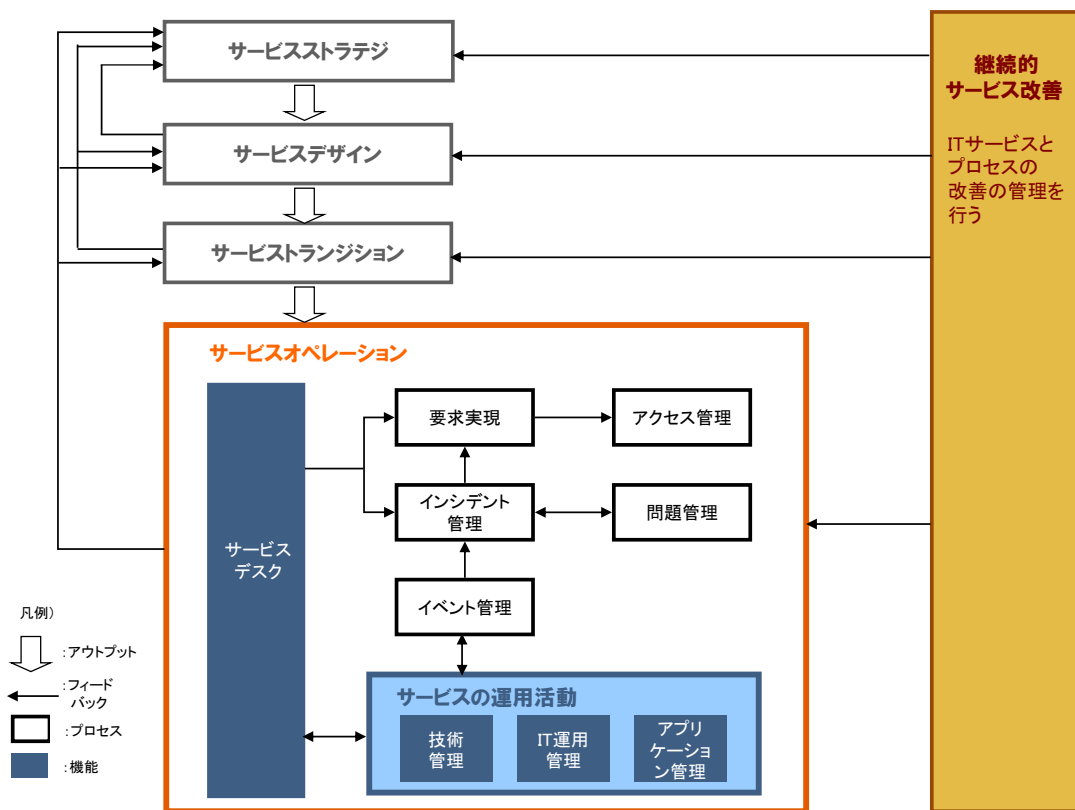 サービスストラテジ
サービスデザイン
サービストランジション
継続的
サービス改善
ITサービスと
プロセスの
改善の管理を
行う
サービスオペレーション
サービス
デスク
要求実現
アクセス管理
インシデント
管理
問題管理
イベント管理
サービスの運用活動
技術
管理
IT運用
管理
アプリ
ケーショ
ン管理
凡例)
:アウトプット
:フィード
バック
:プロセス
:機能